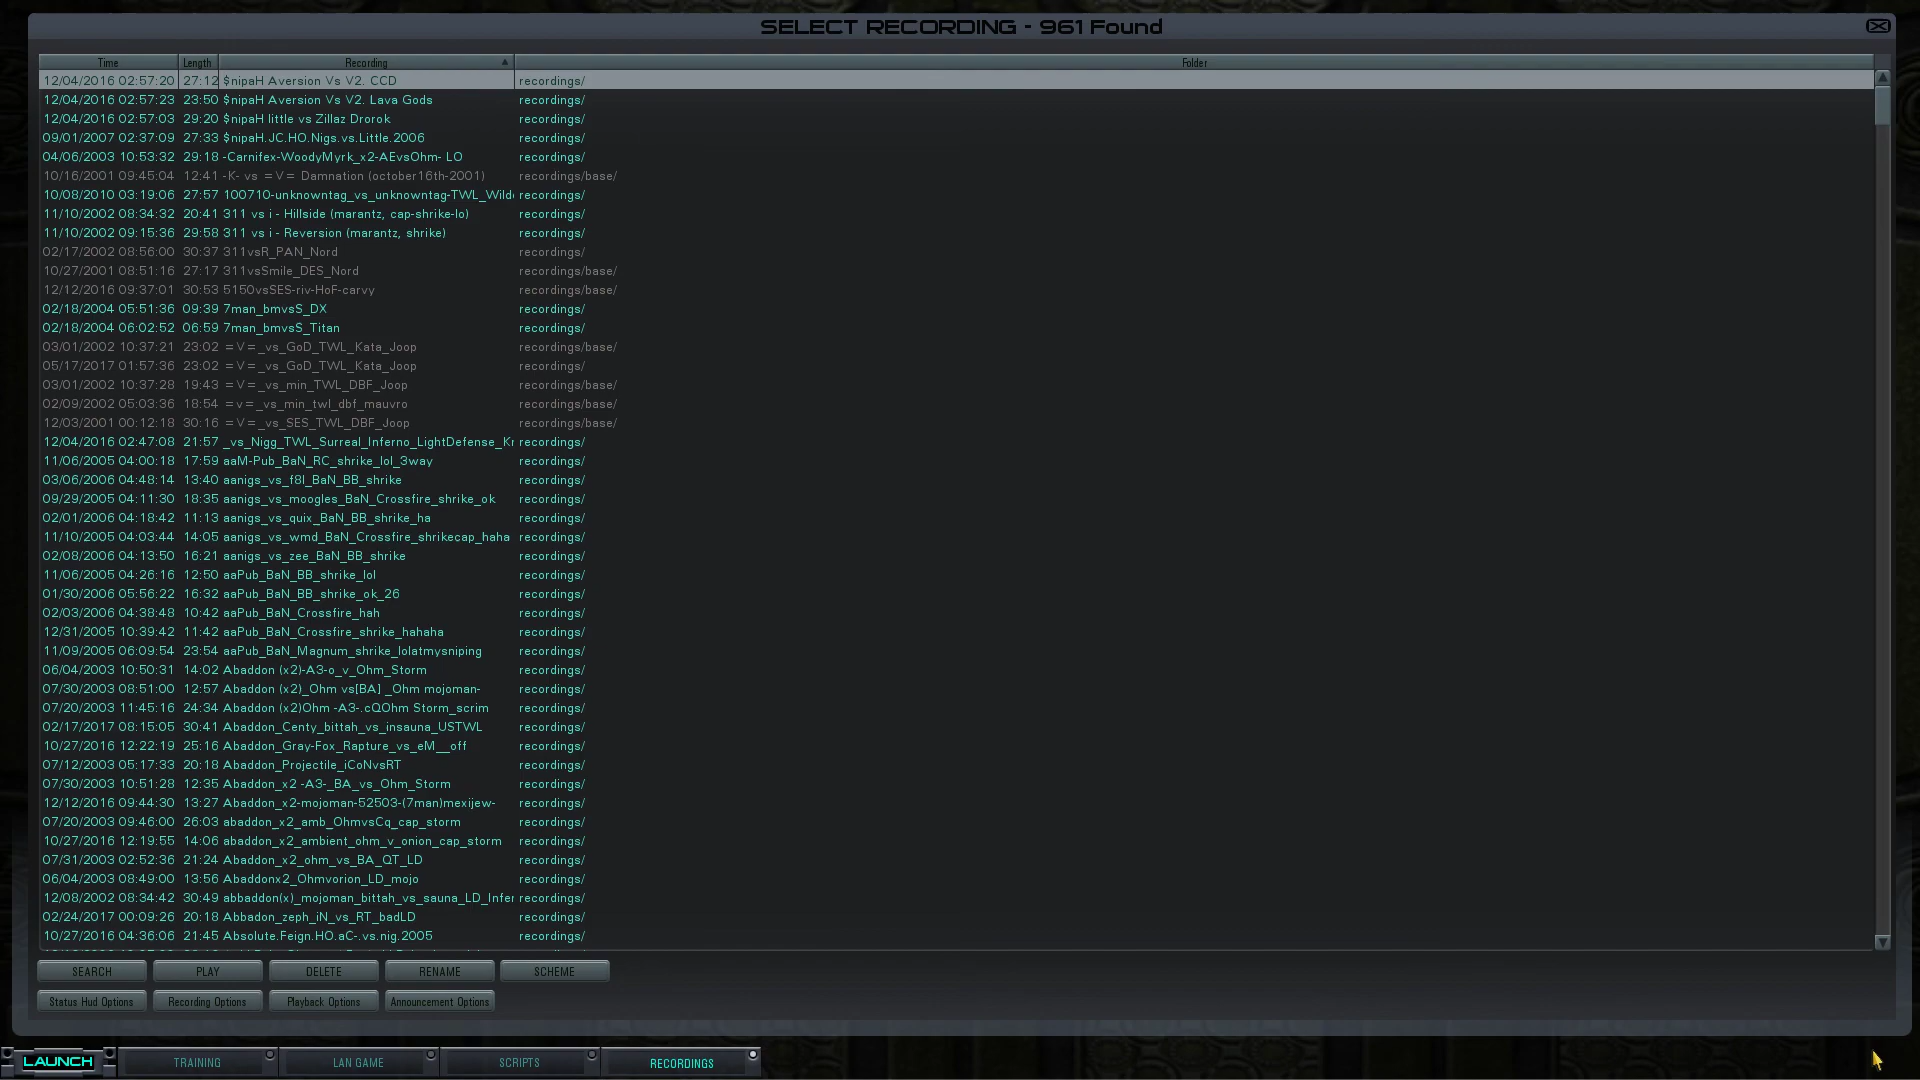 SELECT RECORDING - 961 Found
Time Length Recording Folder
12/04/2016 02:57:20 27:12 $nipaH Aversion Vs V2. CCD recordings/
12/04/2016 02:57:23 23:50 $nipaH Aversion Vs V2. Lava Gods recordings/
12/04/2016 02:57:03 29:20 $nipaH little vs Zillaz Drorok recordings/
09/01/2007 02:37:09 27:33 $nipaH.JC.HO.Nigs.vs.Little.2006 recordings/
04/06/2003 10:53:32 29:18 -Carnifex-WoodyMyrk_x2-AEvsOhm- LO recordings/
10/16/2001 09:45:04 12:41 -K- vs =V= Damnation (october16th-2001) recordings/base/
10/08/2010 03:19:06 27:57 100710-unknowntag_vs_unknowntag-TWL_Wild recordings/
11/10/2002 08:34:32 20:41 311 vs i - Hillside (marantz, cap-shrike-lo) recordings/
11/10/2002 09:15:36 29:58 311 vs i - Reversion (marantz, shrike) recordings/
02/17/2002 08:56:00 30:37 311vsR_PAN_Nord recordings/
10/27/2001 08:51:16 27:17 311vsSmile_DES_Nord recordings/base/
12/12/2016 09:37:01 30:53 5150vsSES-riv-HoF-carvy recordings/base/
02/18/2004 05:51:36 09:39 7man_bmvsS_DX recordings/
02/18/2004 06:02:52 06:59 7man_bmvsS_Titan recordings/
03/01/2002 10:37:21 23:02 =V=_vs_GoD_TWL_Kata_Joop recordings/base/
05/17/2017 01:57:36 23:02 =V=_vs_GoD_TWL_Kata_Joop recordings/
03/01/2002 10:37:28 19:43 =V=_vs_min_TWL_DBF_Joop recordings/base/
02/09/2002 05:03:36 18:54 =v=_vs_min_twl_dbf_mauvro recordings/base/
12/03/2001 00:12:18 30:16 =V=_vs_SES_TWL_DBF_Joop recordings/base/
12/04/2016 02:47:08 21:57 _vs_Nigg_TWL_Surreal_Inferno_LightDefense_Kr recordings/
11/06/2005 04:00:18 17:59 aaM-Pub_BaN_RC_shrike_lol_3way recordings/
03/06/2006 04:48:14 13:40 aanigs_vs_f8l_BaN_BB_shrike recordings/
09/29/2005 04:11:30 18:35 aanigs_vs_moogles_BaN_Crossfire_shrike_ok recordings/
02/01/2006 04:18:42 11:13 aanigs_vs_quix_BaN_BB_shrike_ha recordings/
11/10/2005 04:03:44 14:05 aanigs_vs_wmd_BaN_Crossfire_shrikecap_haha recordings/
02/08/2006 04:13:50 16:21 aanigs_vs_zee_BaN_BB_shrike recordings/
11/06/2005 04:26:16 12:50 aaPub_BaN_BB_shrike_lol recordings/
01/30/2006 05:56:22 16:32 aaPub_BaN_BB_shrike_ok_26 recordings/
02/03/2006 04:38:48 10:42 aaPub_BaN_Crossfire_hah recordings/
12/31/2005 10:39:42 11:42 aaPub_BaN_Crossfire_shrike_hahaha recordings/
11/09/2005 06:09:54 23:54 aaPub_BaN_Magnum_shrike_lolatmysniping recordings/
06/04/2003 10:50:31 14:02 Abaddon (x2)-A3-o_v_Ohm_Storm recordings/
07/30/2003 08:51:00 12:57 Abaddon (x2)_Ohm vs[BA] _Ohm mojoman- recordings/
07/20/2003 11:45:16 24:34 Abaddon (x2)Ohm -A3-.cQOhm Storm_scrim recordings/
02/17/2017 08:15:05 30:41 Abaddon_Centy_bittah_vs_insauna_USTWL recordings/
10/27/2016 12:22:19 25:16 Abaddon_Gray-Fox_Rapture_vs_eM__off recordings/
07/12/2003 05:17:33 20:18 Abaddon_Projectile_iCoNvsRT recordings/
07/30/2003 10:51:28 12:35 Abaddon_x2 -A3-_BA_vs_Ohm_Storm recordings/
12/12/2016 09:44:30 13:27 Abaddon_x2-mojoman-52503-(7man)mexijew- recordings/
07/20/2003 09:46:00 26:03 abaddon_x2_amb_OhmvsCq_cap_storm recordings/
10/27/2016 12:19:55 14:06 abaddon_x2_ambient_ohm_v_onion_cap_storm recordings/
07/31/2003 02:52:36 21:24 Abaddon_x2_ohm_vs_BA_QT_LD recordings/
06/04/2003 08:49:00 13:56 Abaddonx2_Ohmvorion_LD_mojo recordings/
12/08/2002 08:34:42 30:49 abbaddon(x)_mojoman_bittah_vs_sauna_LD_Infer recordings/
02/24/2017 00:09:26 20:18 Abbadon_zeph_iN_vs_RT_badLD recordings/
10/27/2016 04:36:06 21:45 Absolute.Feign.HO.aC-.vs.nig.2005 recordings/
SEARCH PLAY DELETE RENAME SCHEME
Status Hud Options Recording Options Playback Options Announcement Options
LAUNCH TRAINING LAN GAME SCRIPTS RECORDINGS